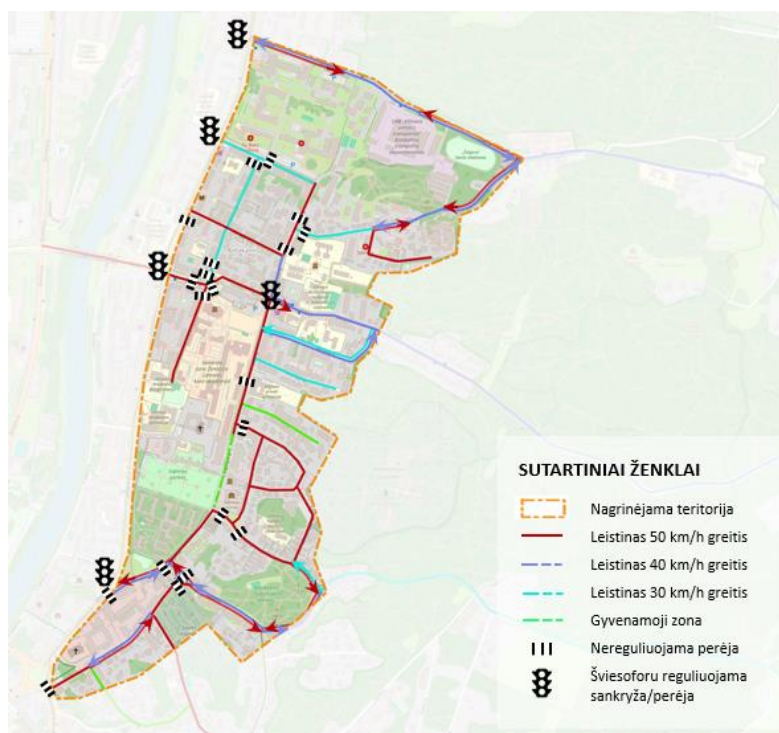 SUTARTINIAI ŽENKLAI
Nagrinėjama teritorija
Leistinas 50 km/h greitis
Leistinas 40 km/h greitis
Leistinas 30 km/h greitis
Gyvenamoji zona
Nereguliuojama perėja
Šviesoforu reguliuojama
sankryža/perėja